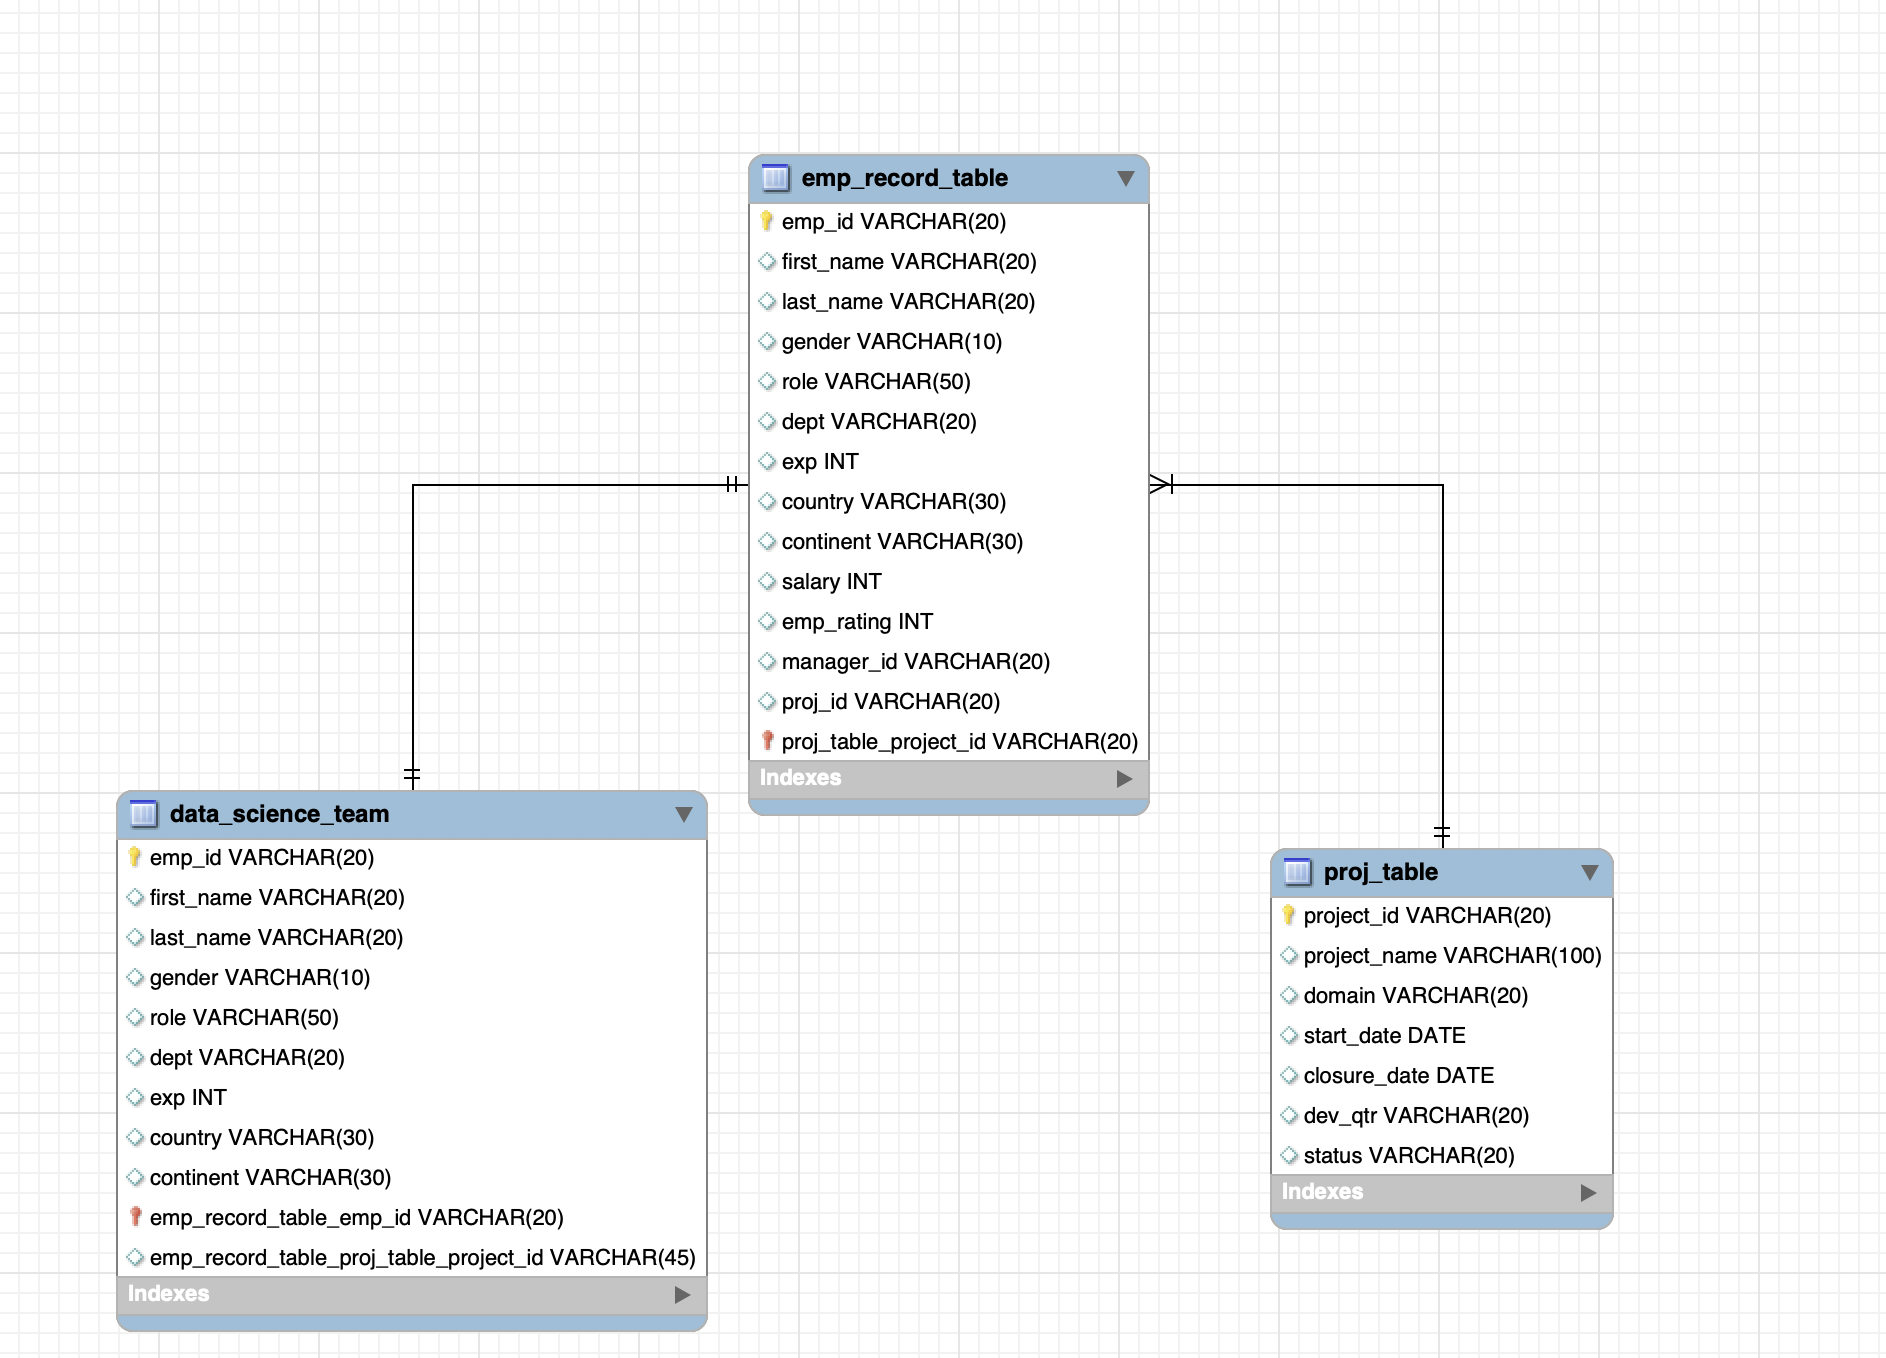 emp_record_table
emp_id VARCHAR(20)
first_name VARCHAR(20)
last_name VARCHAR(20)
gender VARCHAR(10)
role VARCHAR(50)
dept VARCHAR(20)
exp INT
country VARCHAR(30)
continent VARCHAR(30)
salary INT
emp_rating INT
manager_id VARCHAR(20)
proj_id VARCHAR(20)
proj_table_project_id VARCHAR(20)
Indexes
data_science_team
emp_id VARCHAR(20)
first_name VARCHAR(20)
last_name VARCHAR(20)
gender VARCHAR(10)
role VARCHAR(50)
dept VARCHAR(20)
exp INT
country VARCHAR(30)
continent VARCHAR(30)
emp_record_table_emp_id VARCHAR(20)
emp_record_table_proj_table_project_id VARCHAR(45)
Indexes
proj_table
project_id VARCHAR(20)
project_name VARCHAR(100)
domain VARCHAR(20)
start_date DATE
closure_date DATE
dev_qtr VARCHAR(20)
status VARCHAR(20)
Indexes